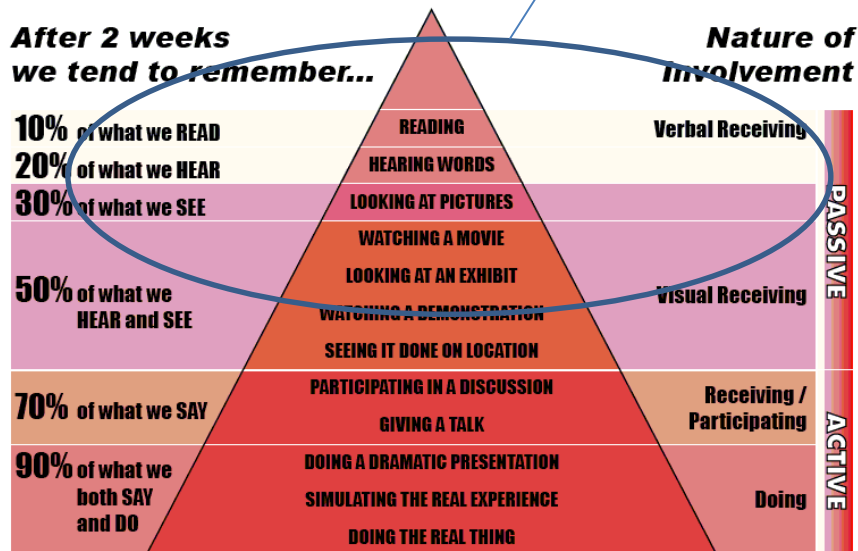 After 2 weeks
we tend to remember...
Nature of
Involvement
10% of what we READ
READING
Verbal Receiving
20% of what we HEAR
HEARING WORDS
30% of what we SEE
LOOKING AT PICTURES
WATCHING A MOVIE
LOOKING AT AN EXHIBIT
50% of what we
HEAR and SEE
WATCHING A DEMONSTRATION
Visual Receiving
SEEING IT DONE ON LOCATION
PASSIVE
PARTICIPATING IN A DISCUSSION
70% of what we SAY
GIVING A TALK
Receiving /
Participating
90% of what we
both SAY
and DO
DOING A DRAMATIC PRESENTATION
SIMULATING THE REAL EXPERIENCE
DOING THE REAL THING
Doing
ACTIVE